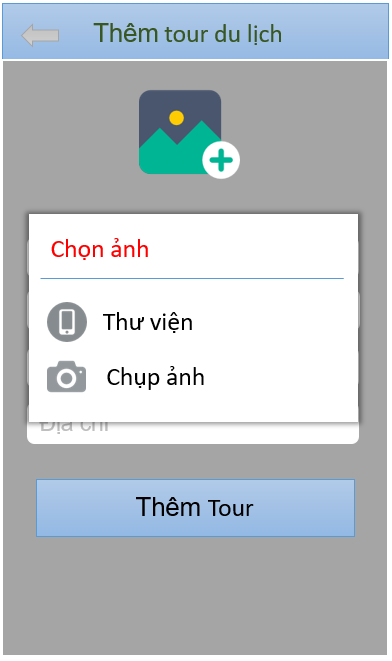 Thêm tour du lịch
Chọn ảnh
Thư viện
Chụp ảnh
Địa chỉ
Thêm Tour